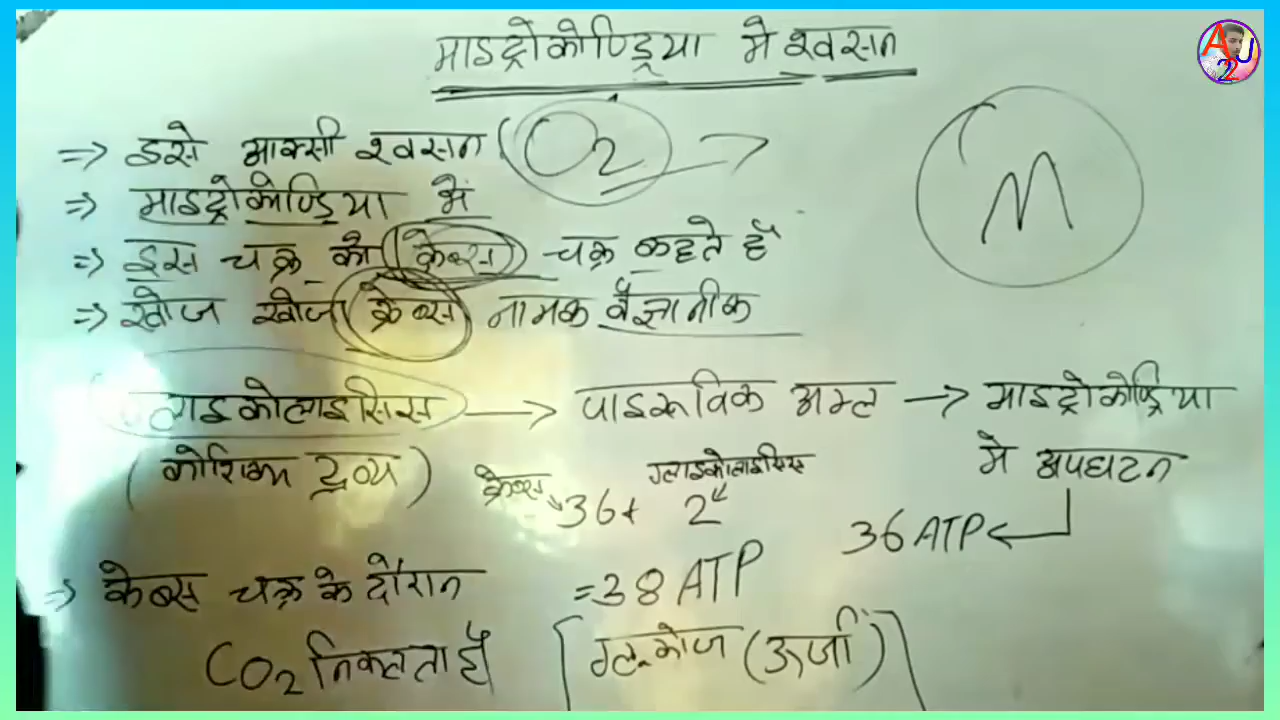 माइट्रोकोण्ड्रिया मे श्वसन
A J
2
⇒ इसे आक्सी श्वसन (O2 →
M
⇒ माइट्रोकोण्ड्रिया में
⇒ इस चक्र को क्रेब्स चक्र कहते हैं
⇒ खोज खोजा क्रेब्स नामक वैज्ञानीक
ग्लाइकोलाइसिस → पाइरूविक अम्ल → माइट्रोकोण्ड्रिया
(कोशिका द्रव्य)
मे अपघटन
क्रेब्स ग्लाइकोलाइसिस
36 + 2
36 ATP
⇒ क्रेब्स चक्र के दौरान
= 38 ATP
CO2 निकलता है
[ग्लूकोज (ऊर्जा)]